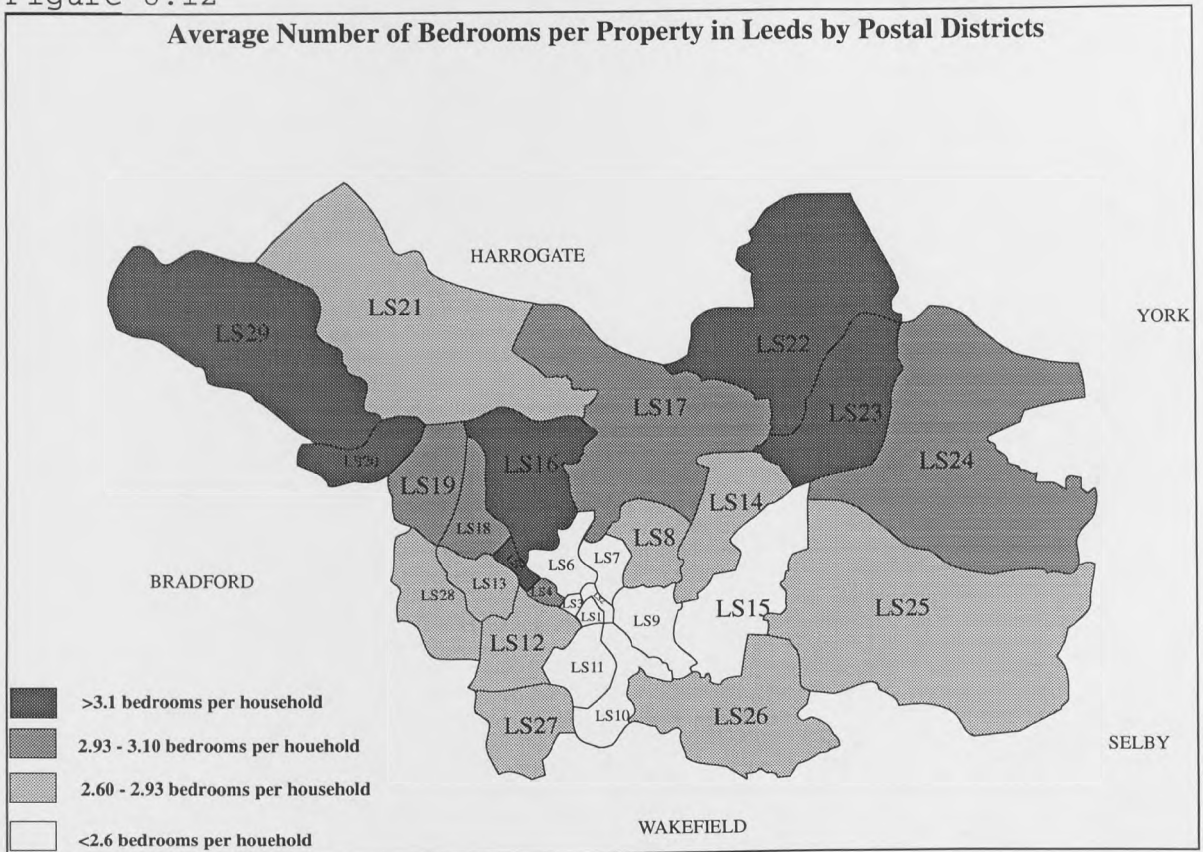 Figure 6.12
Average Number of Bedrooms per Property in Leeds by Postal Districts
HARROGATE
YORK
LS21
LS29
LS22
LS17
LS23
LS24
LS16
LS20
LS19
LS14
LS18
LS8
LS6
LS7
BRADFORD
LS13
LS28
LS4
LS3
LS1
LS9
LS15
LS25
LS12
LS11
LS10
LS26
LS27
>3.1 bedrooms per household
2.93 - 3.10 bedrooms per houehold
2.60 - 2.93 bedrooms per household
<2.6 bedrooms per houehold
SELBY
WAKEFIELD